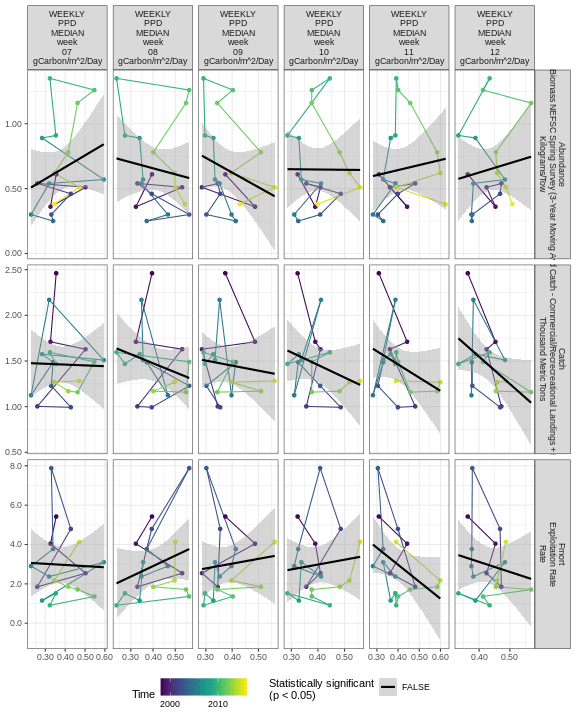 WEEKLY
PPD
MEDIAN
week
07
gCarbon/m^2/Day
WEEKLY
PPD
MEDIAN
week
08
gCarbon/m^2/Day
WEEKLY
PPD
MEDIAN
week
09
gCarbon/m^2/Day
WEEKLY
PPD
MEDIAN
week
10
gCarbon/m^2/Day
WEEKLY
PPD
MEDIAN
week
11
gCarbon/m^2/Day
WEEKLY
PPD
MEDIAN
week
12
gCarbon/m^2/Day
1.00
0.50
0.00
Abundance
Biomass NEFSC Spring Survey (3-Year Moving
Kilograms/Tow
2.50
2.00
1.50
1.00
0.50
Catch
Catch - Commercial/Recrecreational Landings +
Thousand Metric Tons
8.0
6.0
4.0
2.0
0.0
Fmort
Exploitation Rate
Rate
0.30 0.40 0.50 0.60
0.30 0.40 0.50
0.30 0.40 0.50
0.30 0.40 0.50
0.30 0.40 0.50 0.60
0.40 0.50
Time
2000 2010
Statistically significant
(p < 0.05)
FALSE